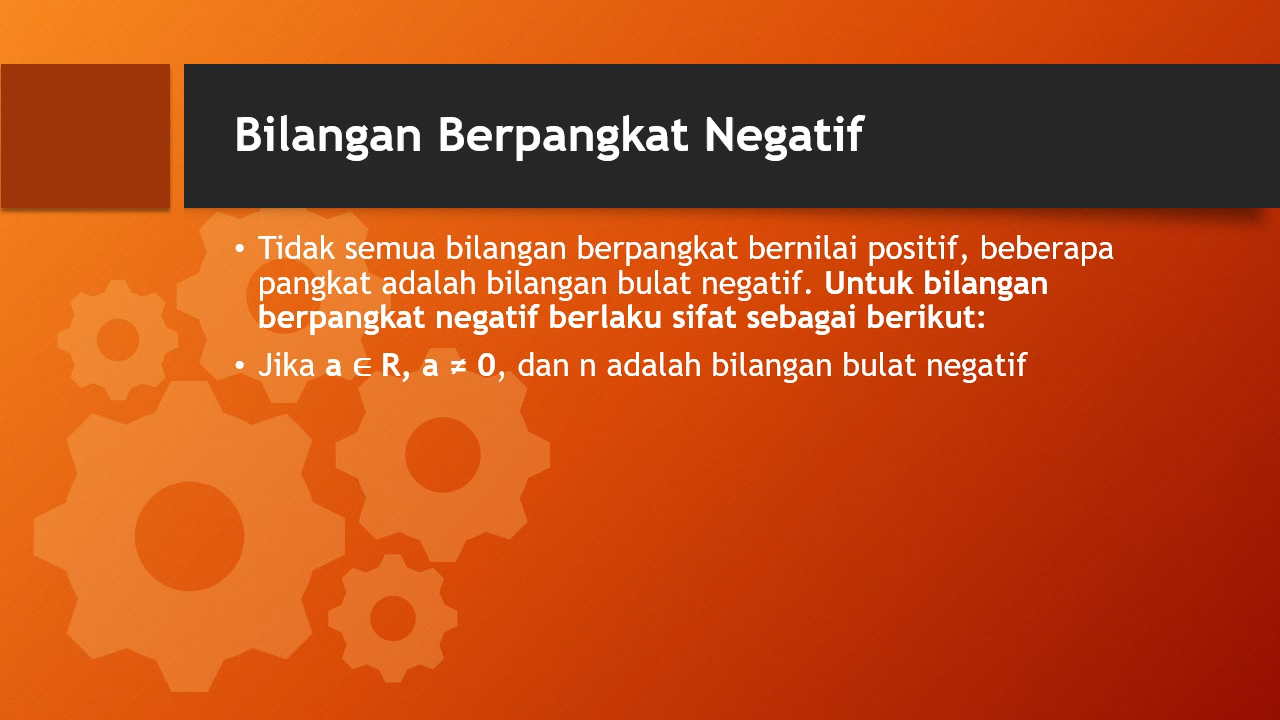 Bilangan Berpangkat Negatif
• Tidak semua bilangan berpangkat bernilai positif, beberapa
pangkat adalah bilangan bulat negatif. Untuk bilangan
berpangkat negatif berlaku sifat sebagai berikut:
• Jika a ∈ R, a ≠ 0, dan n adalah bilangan bulat negatif